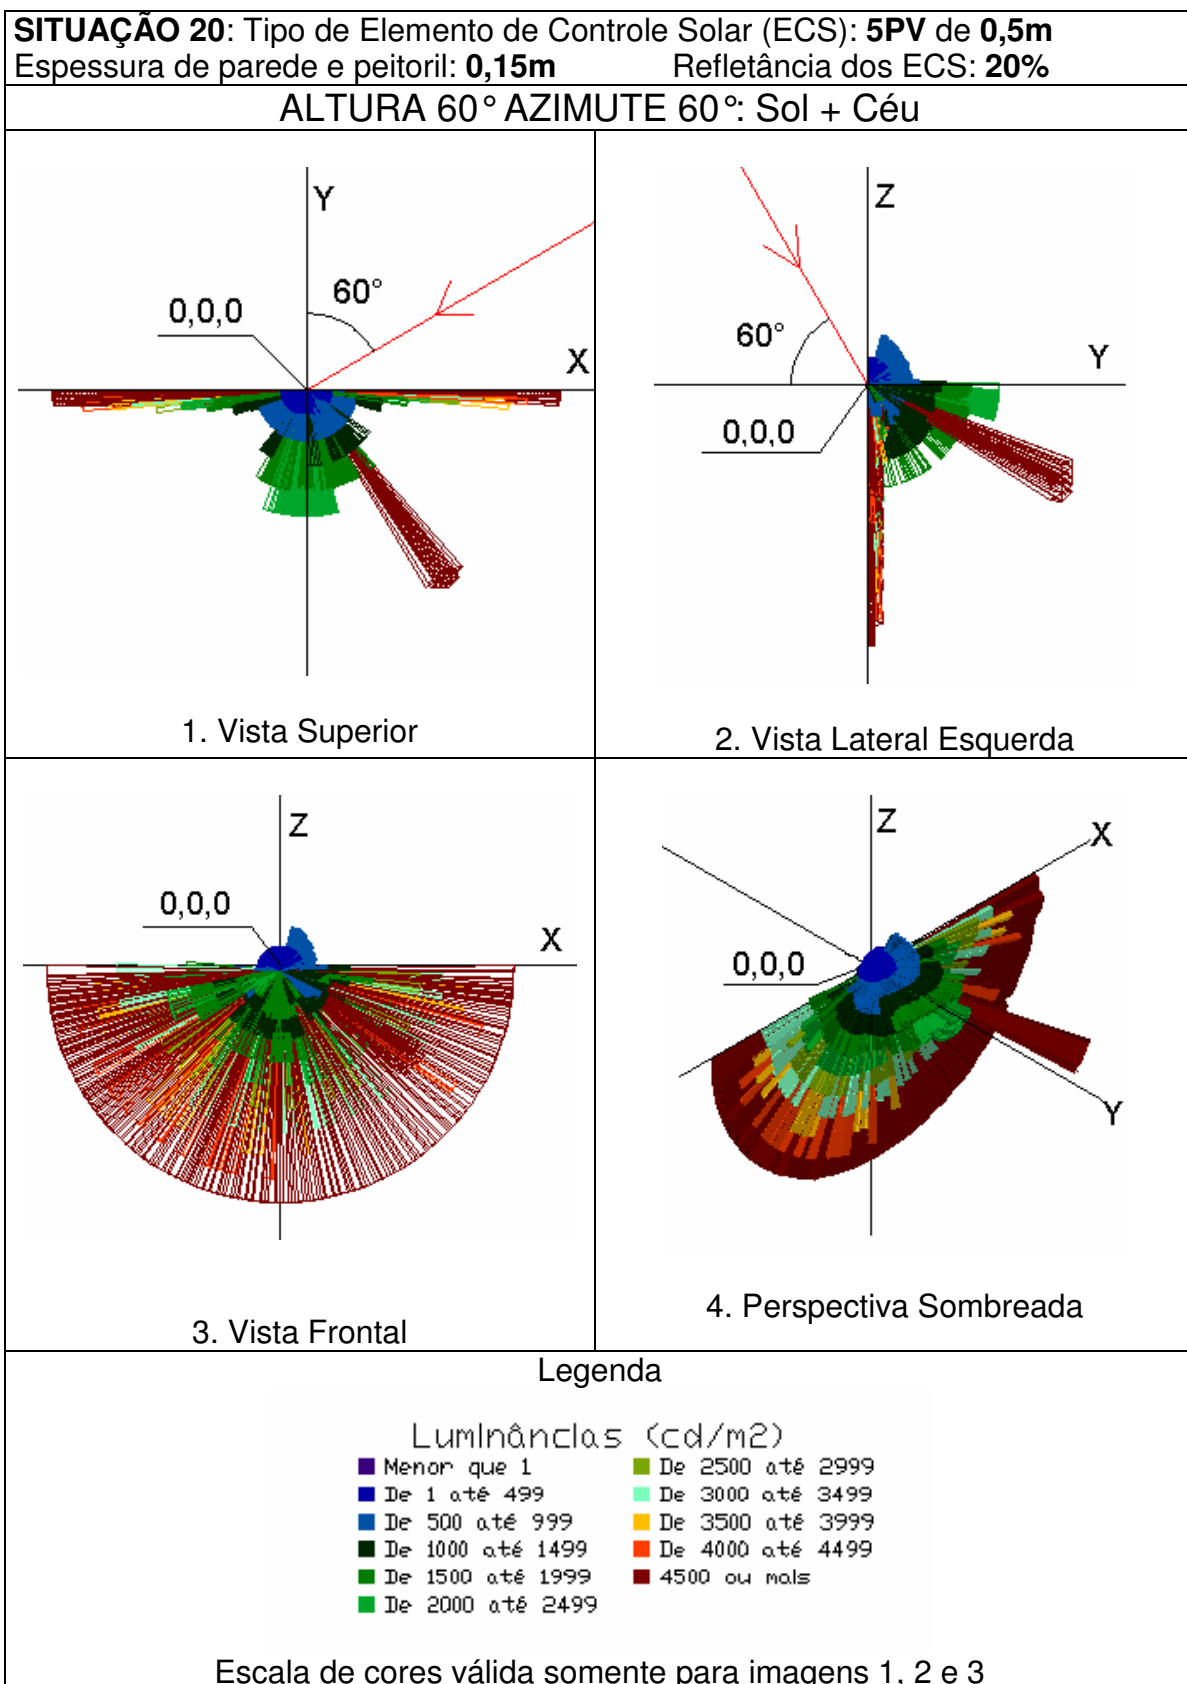 SITUAÇÃO 20: Tipo de Elemento de Controle Solar (ECS): 5PV de 0,5m
Espessura de parede e peitoril: 0,15m Refletância dos ECS: 20%
ALTURA 60° AZIMUTE 60°: Sol + Céu
Y
60°
0,0,0
X
1. Vista Superior
Z
60°
Y
0,0,0
2. Vista Lateral Esquerda
Z
0,0,0
X
3. Vista Frontal
Z
X
0,0,0
Y
4. Perspectiva Sombreada
Legenda
Luminâncias (cd/m2)
Menor que 1
De 1 até 499
De 500 até 999
De 1000 até 1499
De 1500 até 1999
De 2000 até 2499
De 2500 até 2999
De 3000 até 3499
De 3500 até 3999
De 4000 até 4499
4500 ou mais
Escala de cores válida somente para imagens 1, 2 e 3